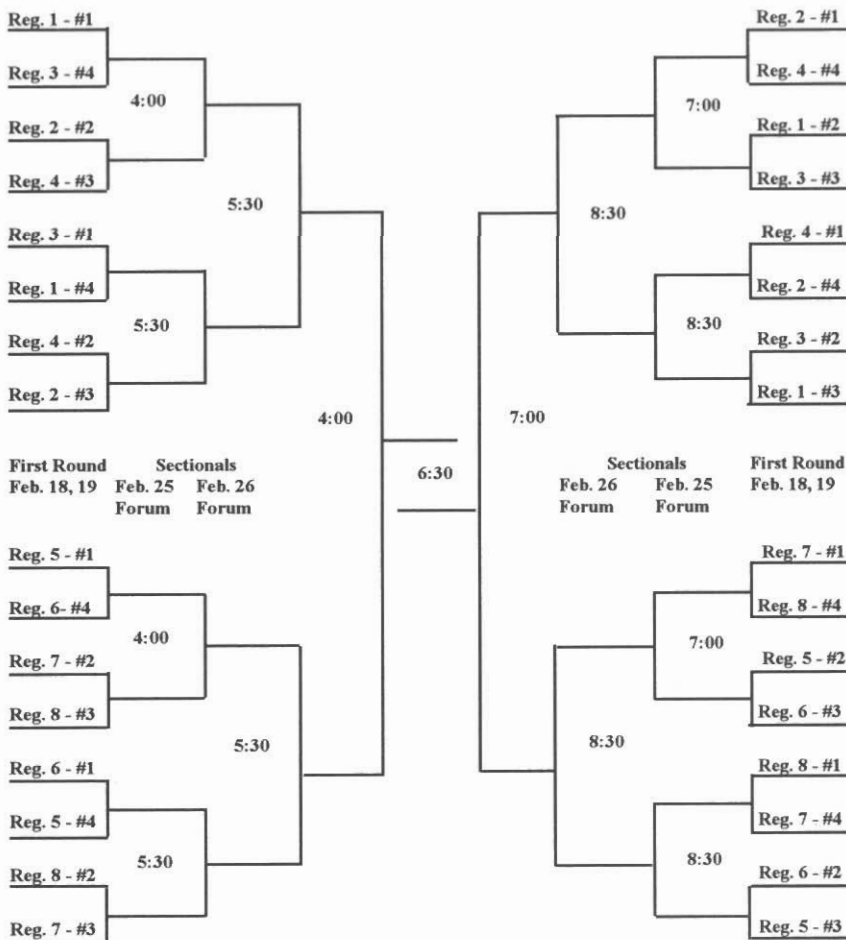 Reg. 1 - #1
Reg. 3 - #4
4:00
Reg. 2 - #2
Reg. 4 - #3
5:30
Reg. 3 - #1
Reg. 1 - #4
5:30
Reg. 4 - #2
Reg. 2 - #3
4:00
First Round Sectionals
Feb. 18, 19 Feb. 25 Feb. 26
Forum Forum
Reg. 5 - #1
Reg. 6- #4
4:00
Reg. 7 - #2
Reg. 8 - #3
5:30
Reg. 6 - #1
Reg. 5 - #4
5:30
Reg. 8 - #2
Reg. 7 - #3
6:30
Reg. 2 - #1
Reg. 4 - #4
7:00
Reg. 1 - #2
Reg. 3 - #3
8:30
Reg. 4 - #1
Reg. 2 - #4
8:30
Reg. 3 - #2
Reg. 1 - #3
7:00
Sectionals First Round
Feb. 26 Feb. 25 Feb. 18, 19
Forum Forum
Reg. 7 - #1
Reg. 8 - #4
7:00
Reg. 5 - #2
Reg. 6 - #3
8:30
Reg. 8 - #1
Reg. 7 - #4
8:30
Reg. 6 - #2
Reg. 5 - #3